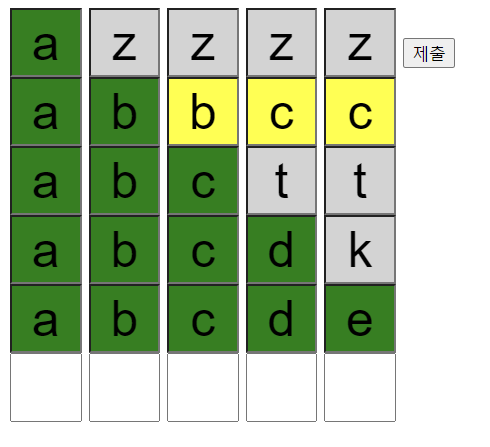 a z z z z 제출
a b b c c
a b c t t
a b c d k
a b c d e